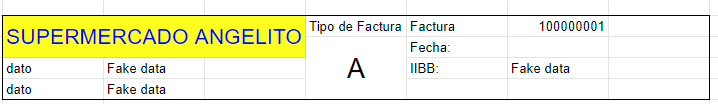 SUPERMERCADO ANGELITO Tipo de Factura Factura 100000001
Fecha:
dato Fake data A IIBB: Fake data
dato Fake data